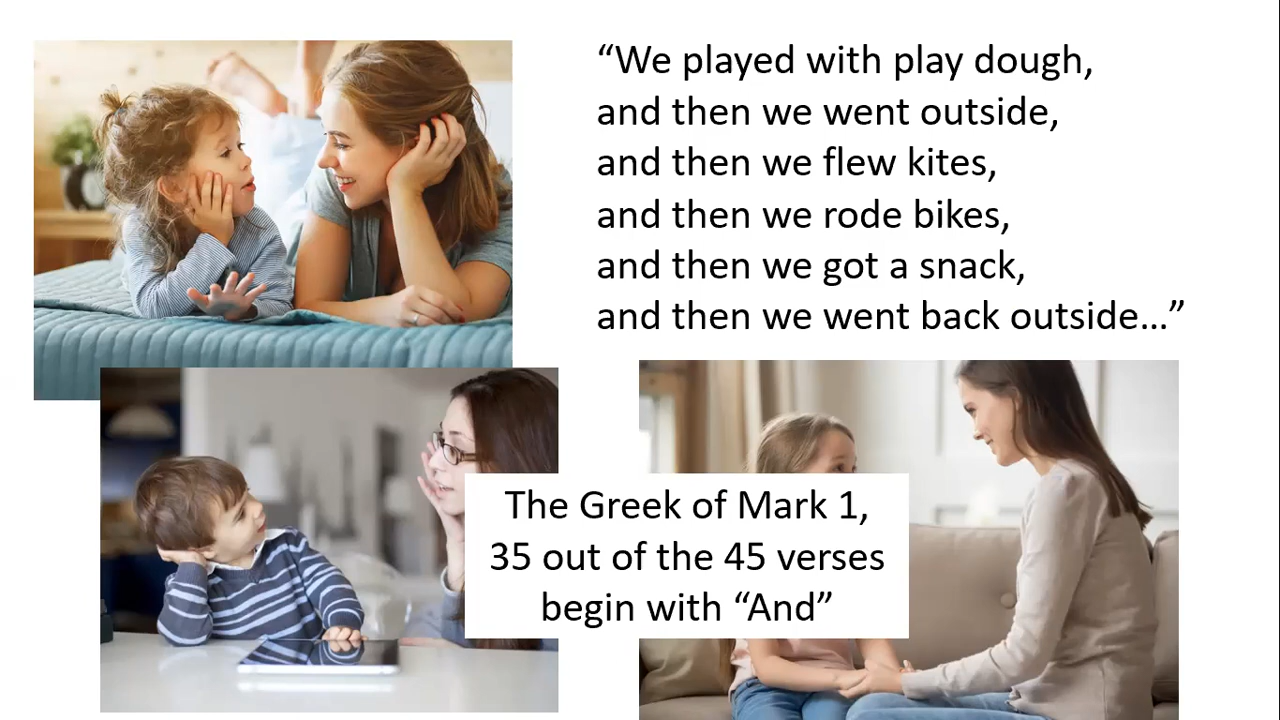 “We played with play dough,
and then we went outside,
and then we flew kites,
and then we rode bikes,
and then we got a snack,
and then we went back outside…”
The Greek of Mark 1,
35 out of the 45 verses
begin with “And”